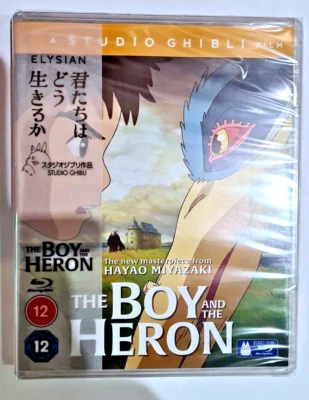 A STUDIO GHIBLI FILM
ELYSIAN
君たちは
どう
生きるか
スタジオジブリ作品
STUDIO GHIBLI
THE BOY AND THE
HERON
Blu-ray
12
12
The new masterpiece from
HAYAO MIYAZAKI
THE BOY AND THE
HERON